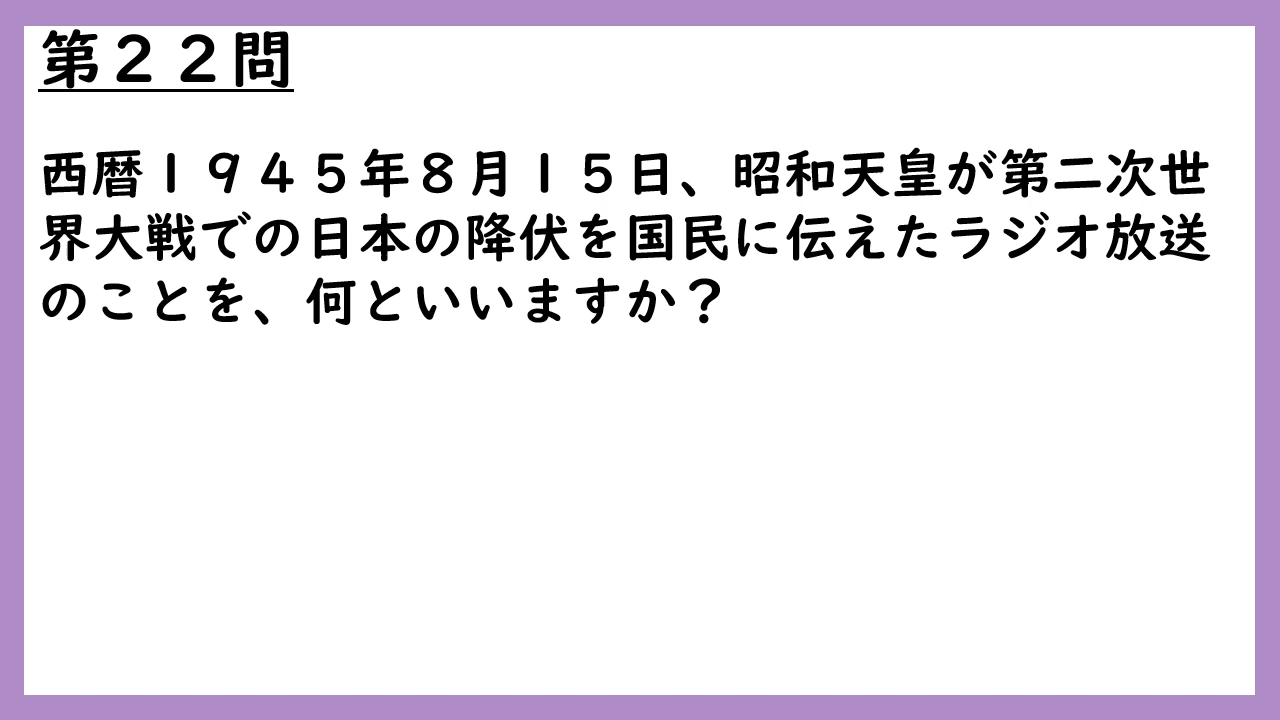 第２２問
西暦１９４５年８月１５日、昭和天皇が第二次世
界大戦での日本の降伏を国民に伝えたラジオ放送
のことを、何といいますか？